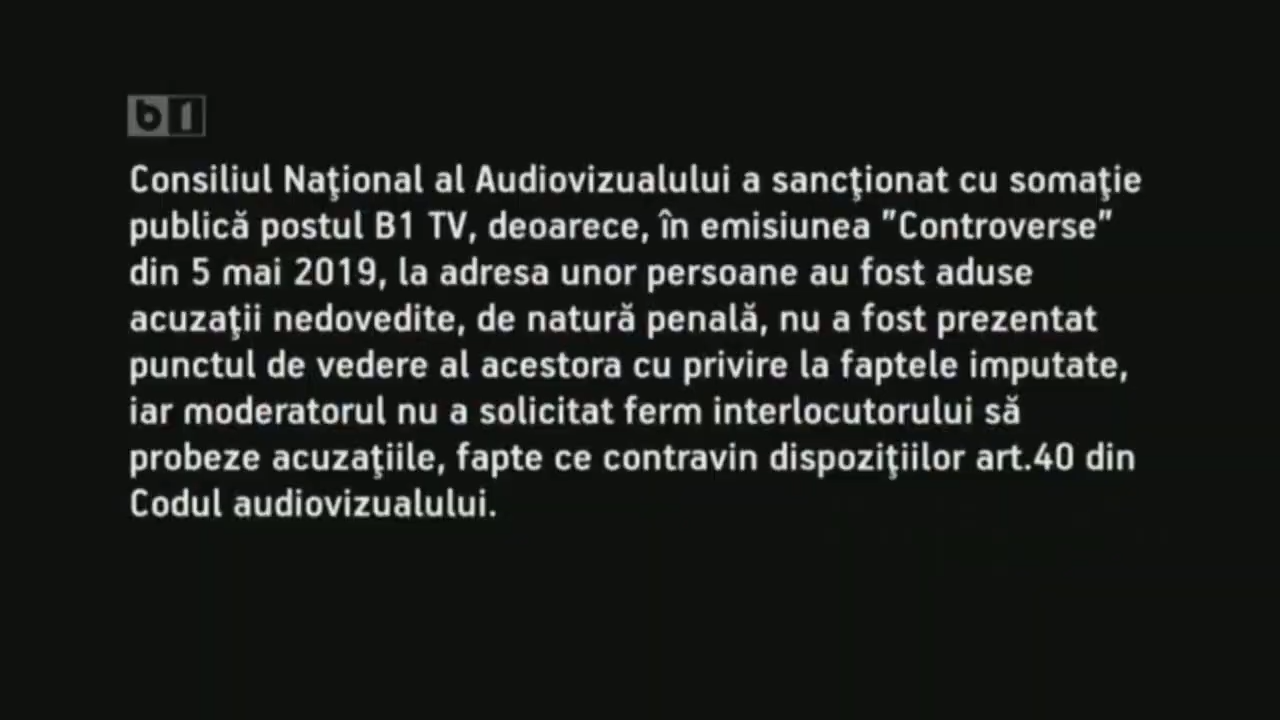 b1
Consiliul Naţional al Audiovizualului a sancţionat cu somaţie
publică postul B1 TV, deoarece, în emisiunea ”Controverse”
din 5 mai 2019, la adresa unor persoane au fost aduse
acuzaţii nedovedite, de natură penală, nu a fost prezentat
punctul de vedere al acestora cu privire la faptele imputate,
iar moderatorul nu a solicitat ferm interlocutorului să
probeze acuzaţiile, fapte ce contravin dispoziţiilor art.40 din
Codul audiovizualului.